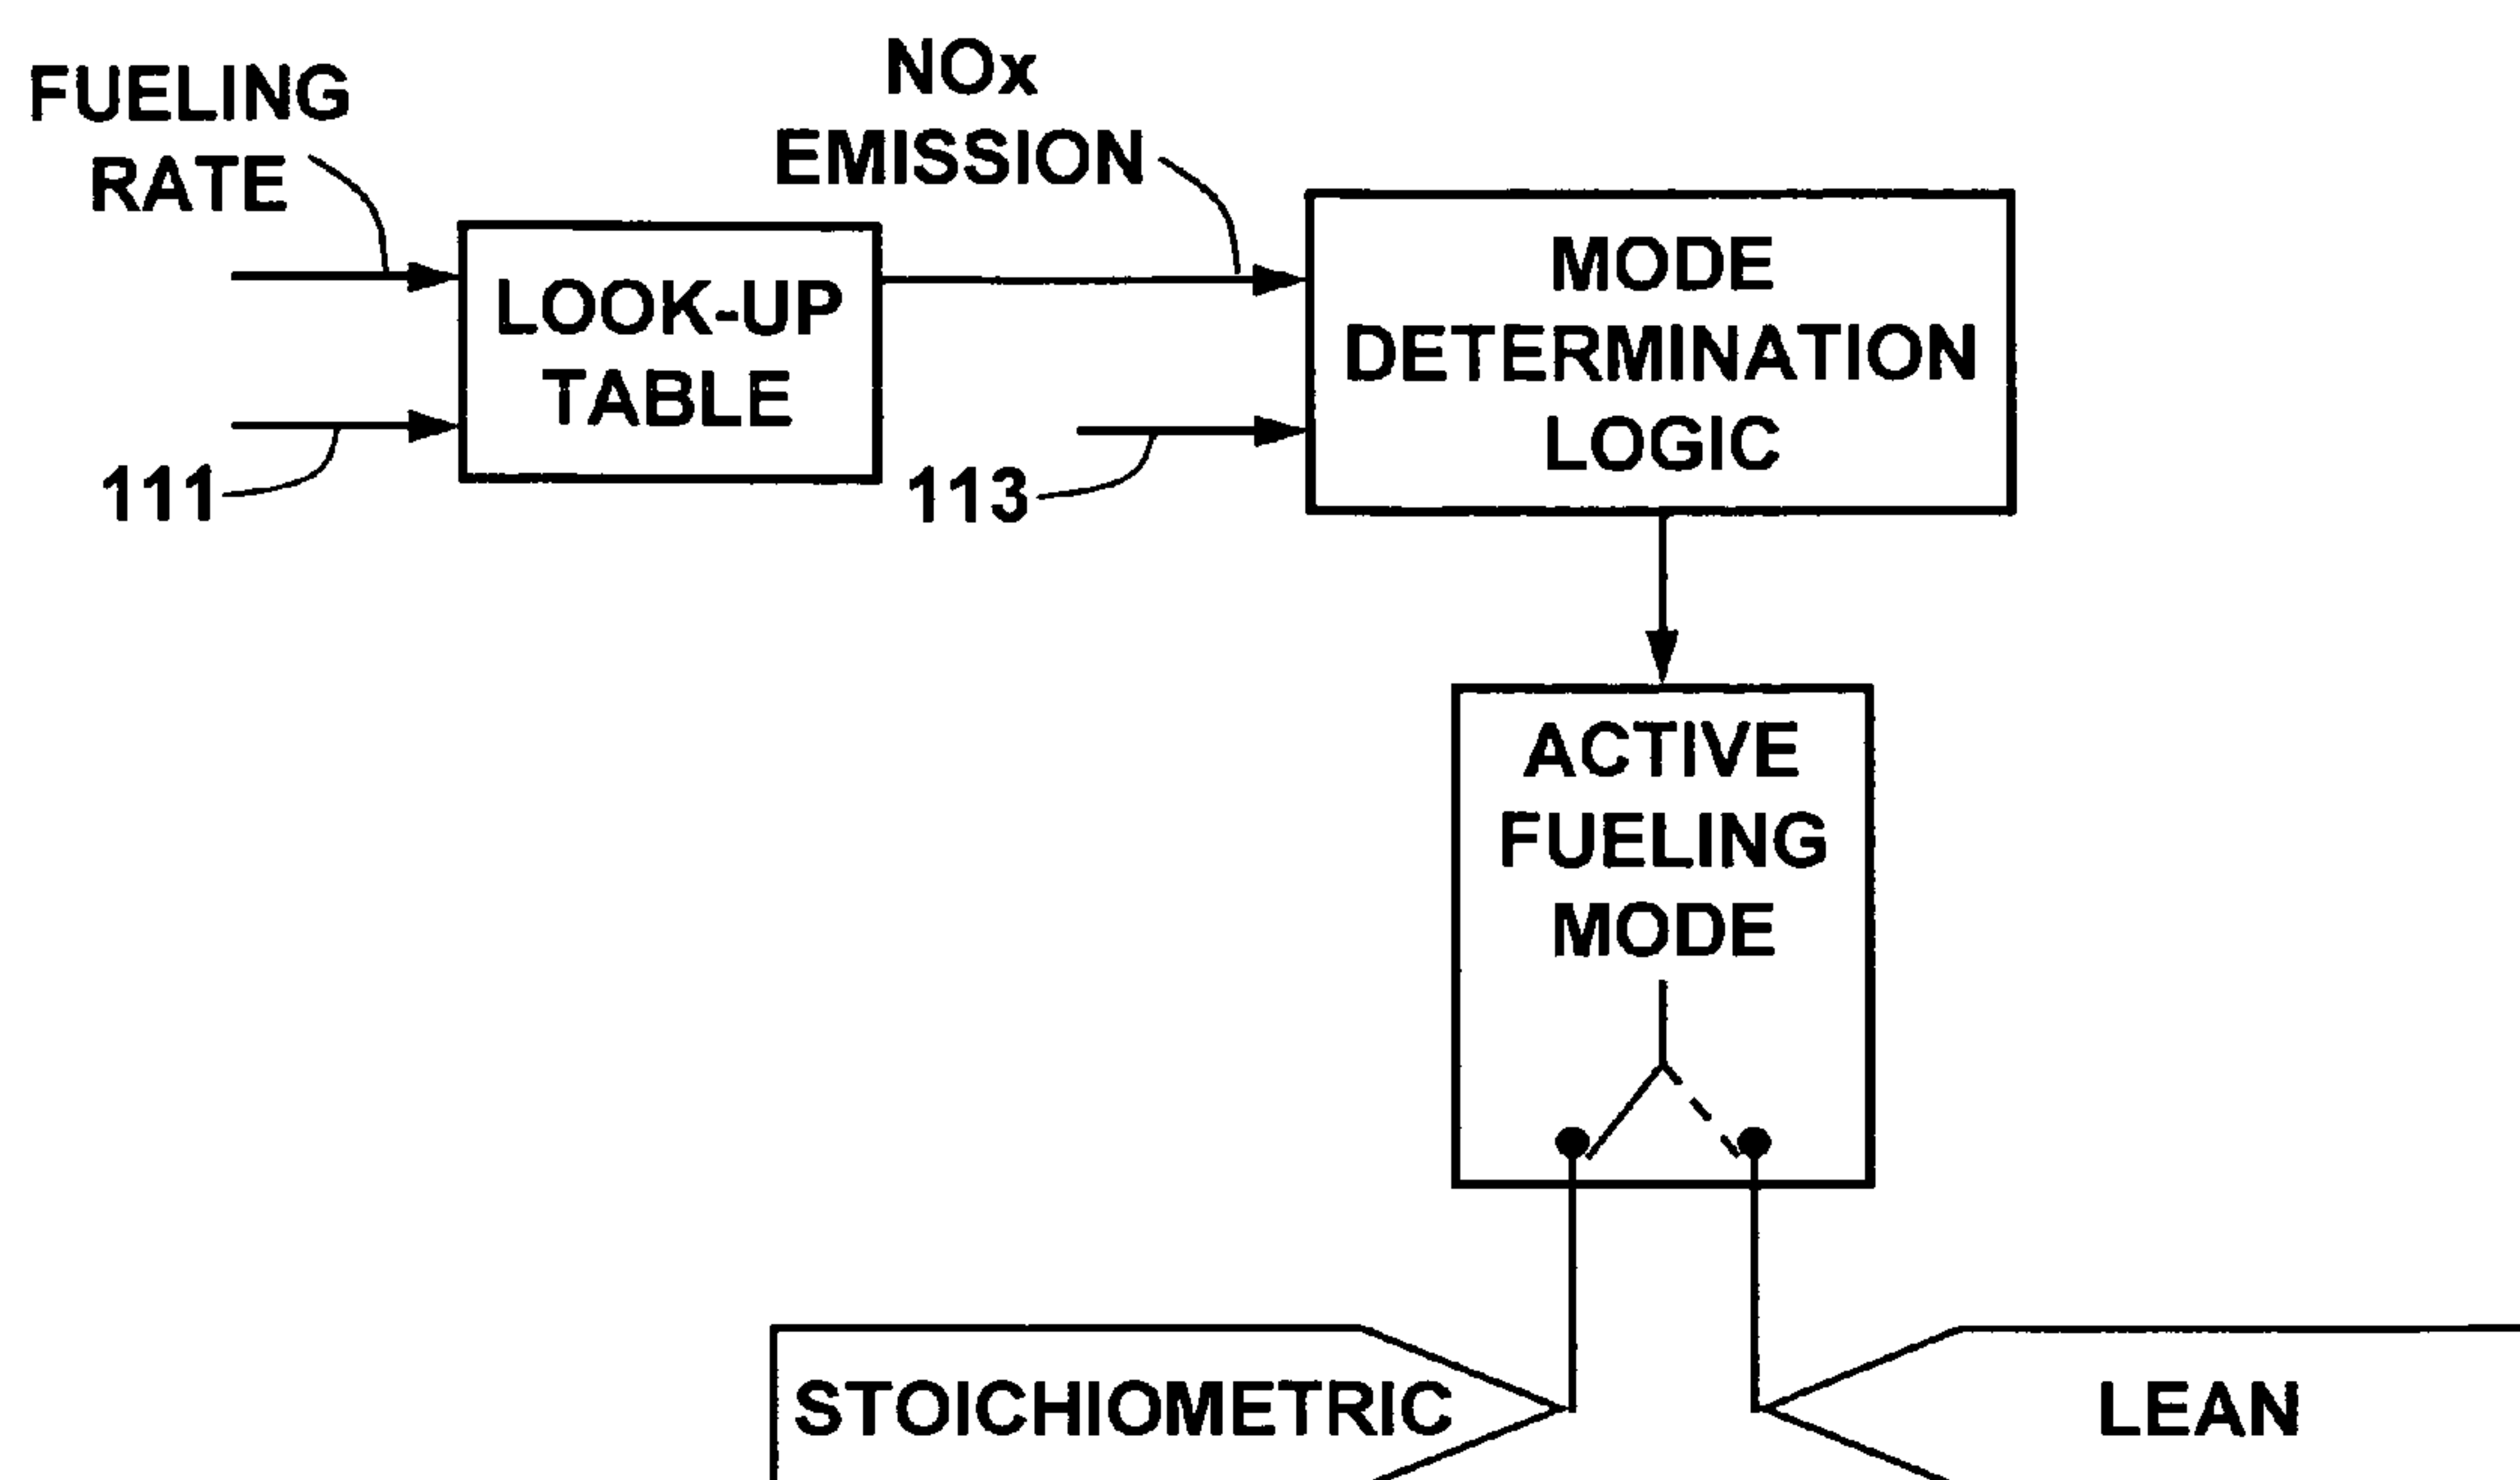 FUELING
RATE
NOx
EMISSION
LOOK-UP
TABLE
111
113
MODE
DETERMINATION
LOGIC
ACTIVE
FUELING
MODE
STOICHIOMETRIC
LEAN